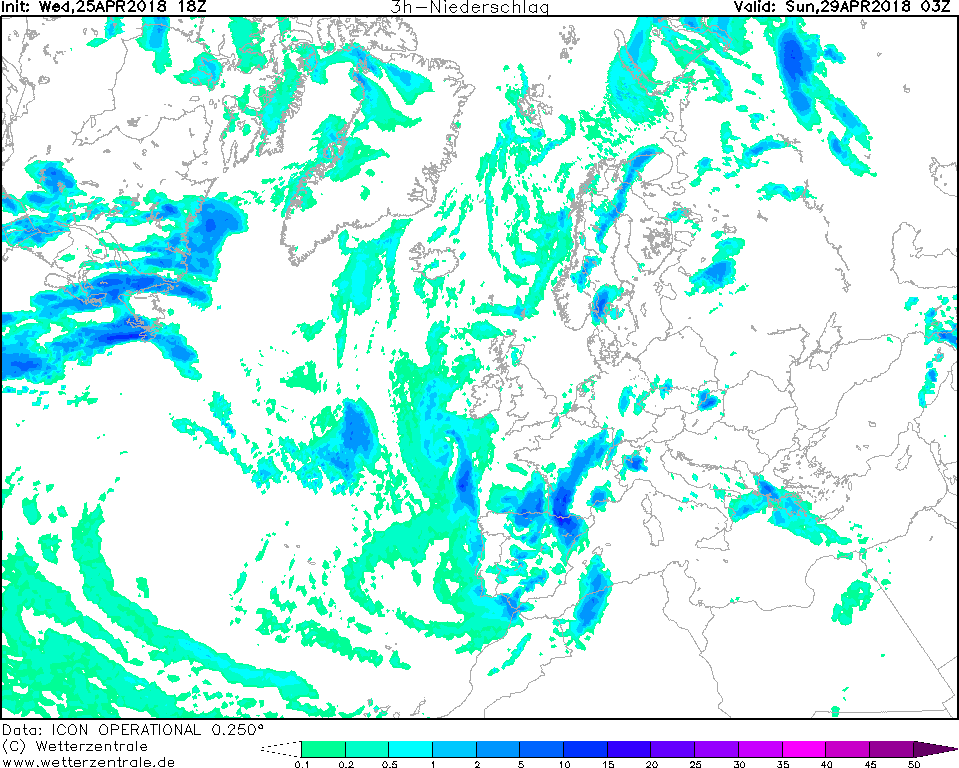 Init: Wed,25APR2018 18Z 3h-Niederschlag Valid: Sun,29APR2018 03Z
Data: ICON OPERATIONAL 0.250°
(C) Wetterzentrale
www.wetterzentrale.de
0.1 0.2 0.5 1 2 5 10 15 20 25 30 35 40 45 50